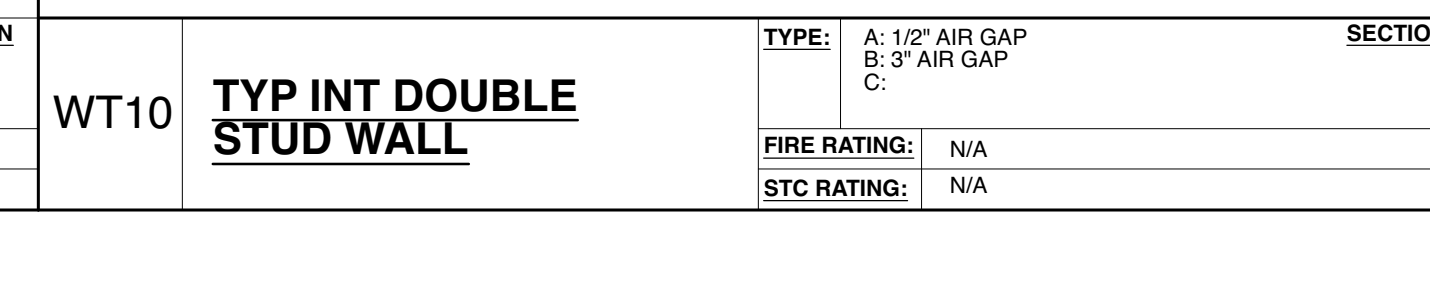 N
WT10
TYP INT DOUBLE
STUD WALL
TYPE:
A: 1/2" AIR GAP
B: 3" AIR GAP
C:
SECTIO
FIRE RATING: N/A
STC RATING: N/A